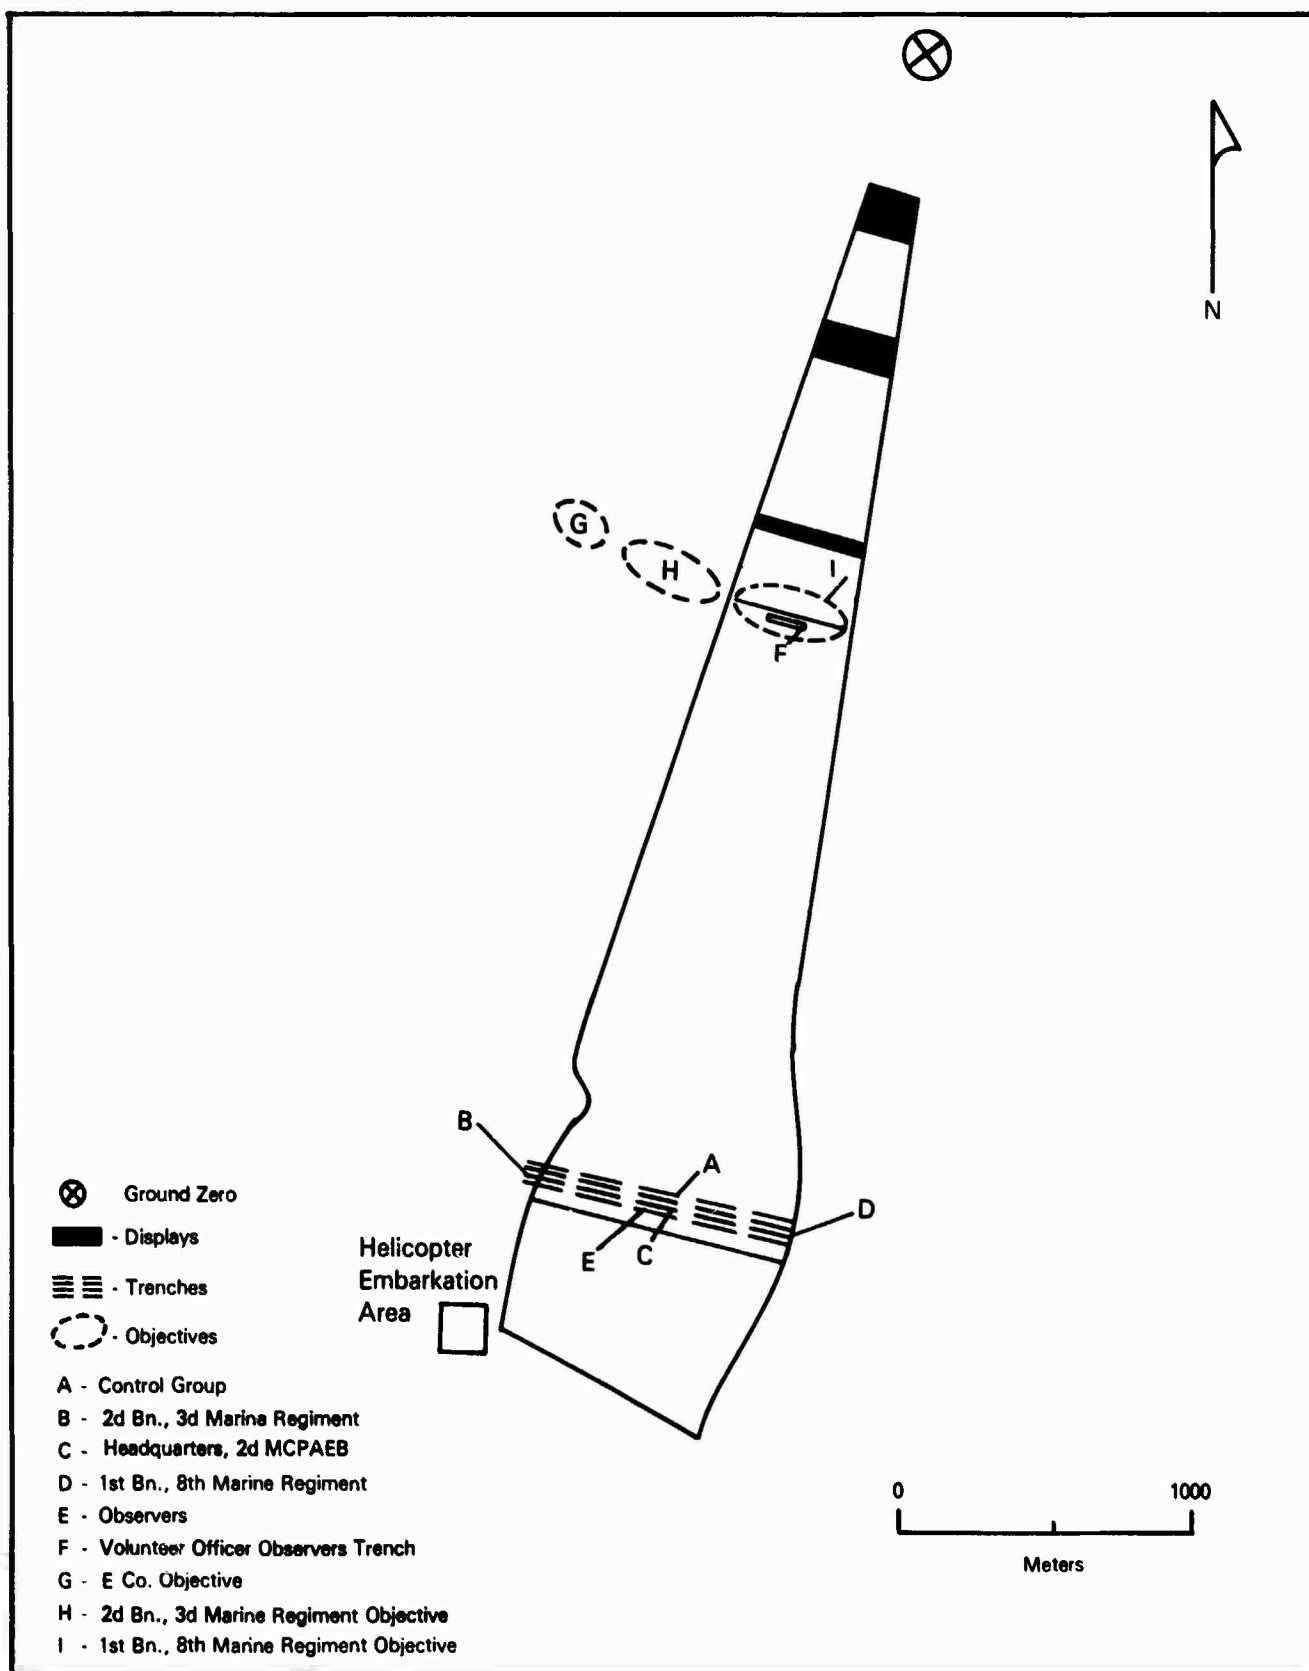 N
G
H
I
F
B
A
D
E
C
Helicopter
Embarkation
Area
Ground Zero
- Displays
- Trenches
- Objectives
A - Control Group
B - 2d Bn., 3d Marina Regiment
C - Headquarters, 2d MCPAEB
D - 1st Bn., 8th Marine Regiment
E - Observers
F - Volunteer Officer Observers Trench
G - E Co. Objective
H - 2d Bn., 3d Marine Regiment Objective
I - 1st Bn., 8th Marine Regiment Objective
0 1000
Meters